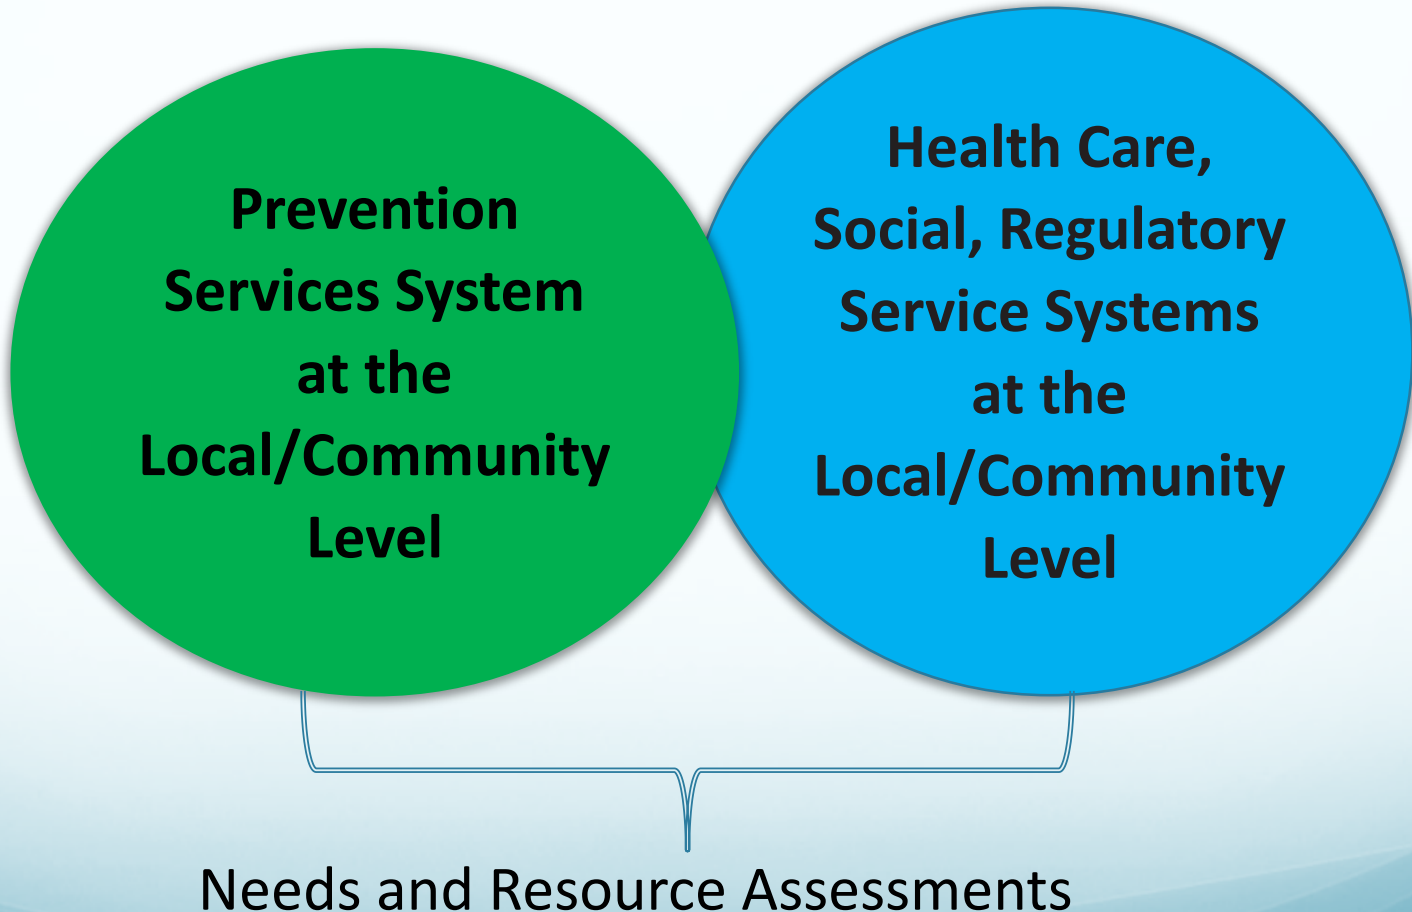 Prevention
Services System
at the
Local/Community
Level
Health Care,
Social, Regulatory
Service Systems
at the
Local/Community
Level
Needs and Resource Assessments